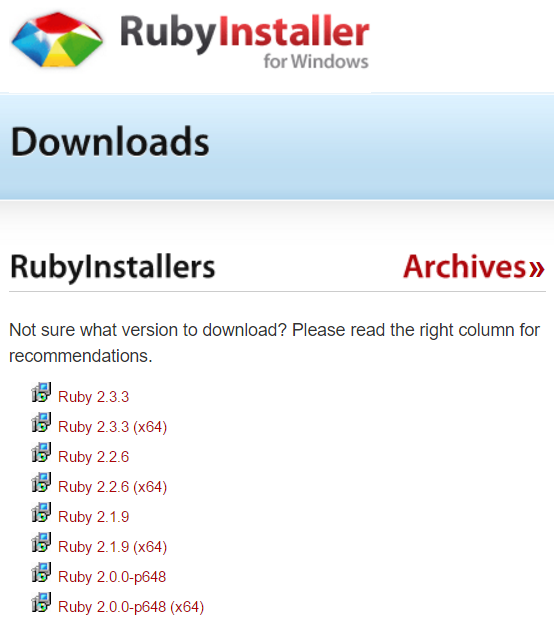 RubyInstaller
for Windows
Downloads
RubyInstallers
Archives»
Not sure what version to download? Please read the right column for
recommendations.
Ruby 2.3.3
Ruby 2.3.3 (x64)
Ruby 2.2.6
Ruby 2.2.6 (x64)
Ruby 2.1.9
Ruby 2.1.9 (x64)
Ruby 2.0.0-p648
Ruby 2.0.0-p648 (x64)